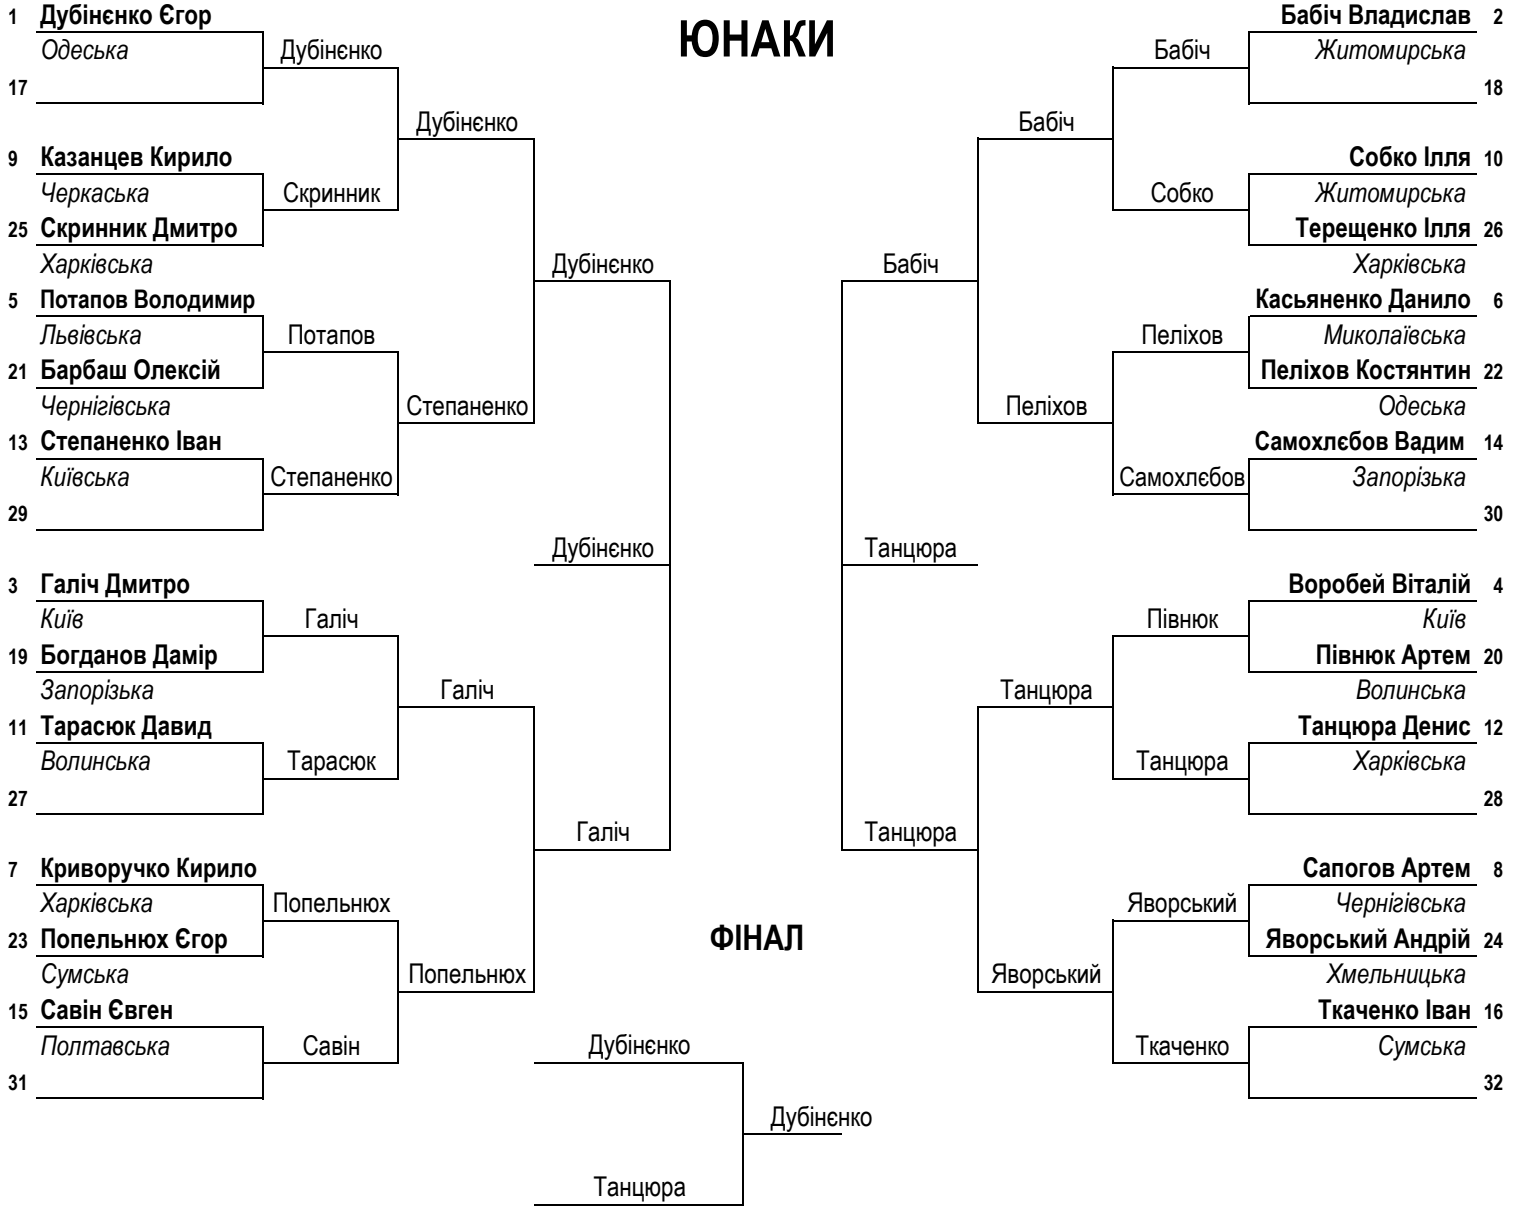 ЮНАКИ
1 Дубінєнко Єгор
Одеська
Дубінєнко
17
Дубінєнко
9 Казанцев Кирило
Черкаська
Скринник
25 Скринник Дмитро
Харківська
Дубінєнко
5 Потапов Володимир
Львівська
Потапов
21 Барбаш Олексій
Чернігівська
Степаненко
13 Степаненко Іван
Київська
Степаненко
29
Дубінєнко
3 Галіч Дмитро
Київ
Галіч
19 Богданов Дамір
Запорізька
Галіч
11 Тарасюк Давид
Волинська
Тарасюк
27
Галіч
7 Криворучко Кирило
Харківська
Попельнюх
23 Попельнюх Єгор
Сумська
Попельнюх
15 Савін Євген
Полтавська
Савін
31
Бабіч Владислав 2
Бабіч
Житомирська
18
Бабіч
Собко Ілля 10
Собко
Житомирська
Терещенко Ілля 26
Бабіч
Харківська
Касьяненко Данило 6
Пеліхов
Миколаївська
Пеліхов Костянтин 22
Пеліхов
Одеська
Самохлєбов Вадим 14
Самохлєбов
Запорізька
30
Танцюра
Воробей Віталій 4
Півнюк
Київ
Півнюк Артем 20
Танцюра
Волинська
Танцюра Денис 12
Танцюра
Харківська
28
Танцюра
Сапогов Артем 8
Яворський
Чернігівська
Яворський Андрій 24
Яворський
Хмельницька
Ткаченко Іван 16
Ткаченко
Сумська
32
ФІНАЛ
Дубінєнко
Дубінєнко
Танцюра